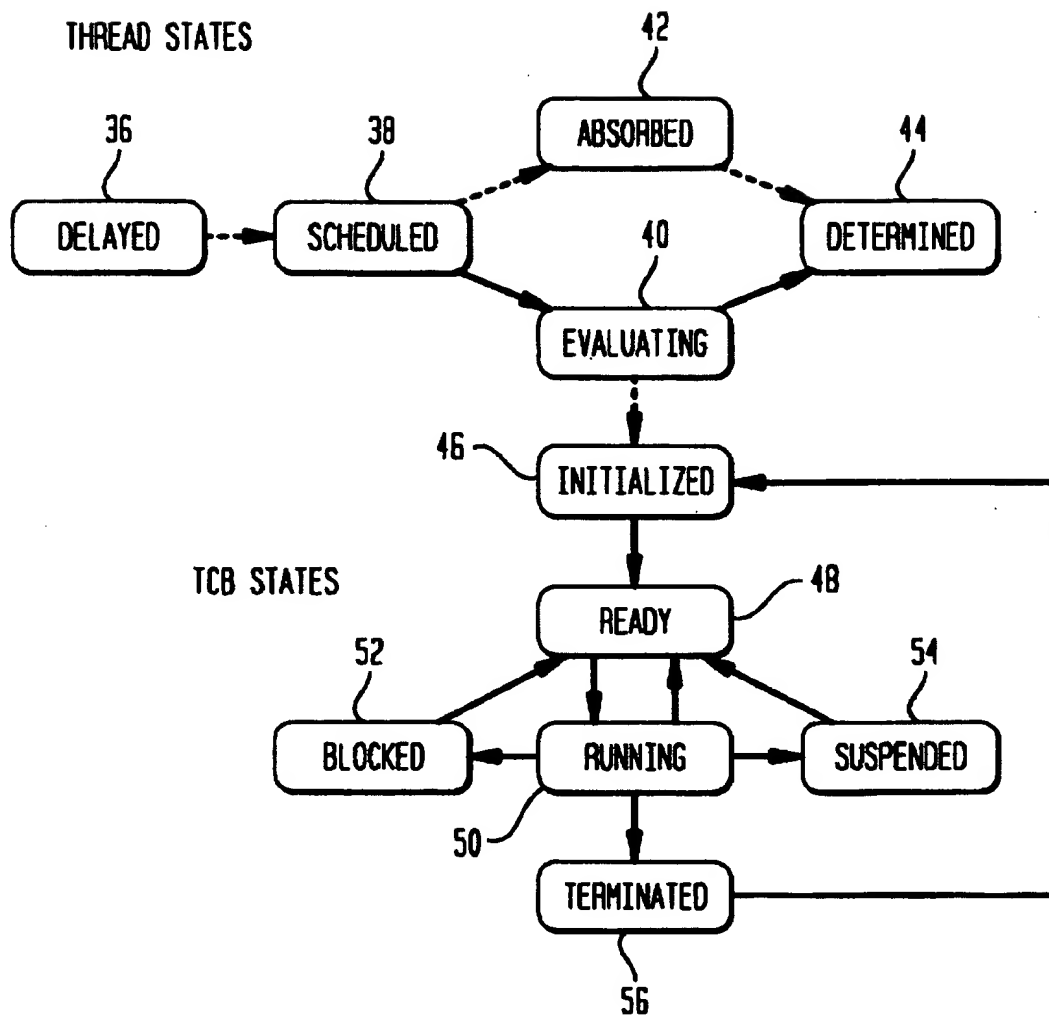 THREAD STATES
42
36
38
ABSORBED
44
DELAYED
SCHEDULED
40
DETERMINED
EVALUATING
46
INITIALIZED
TCB STATES
48
READY
52
54
BLOCKED
RUNNING
SUSPENDED
50
TERMINATED
56